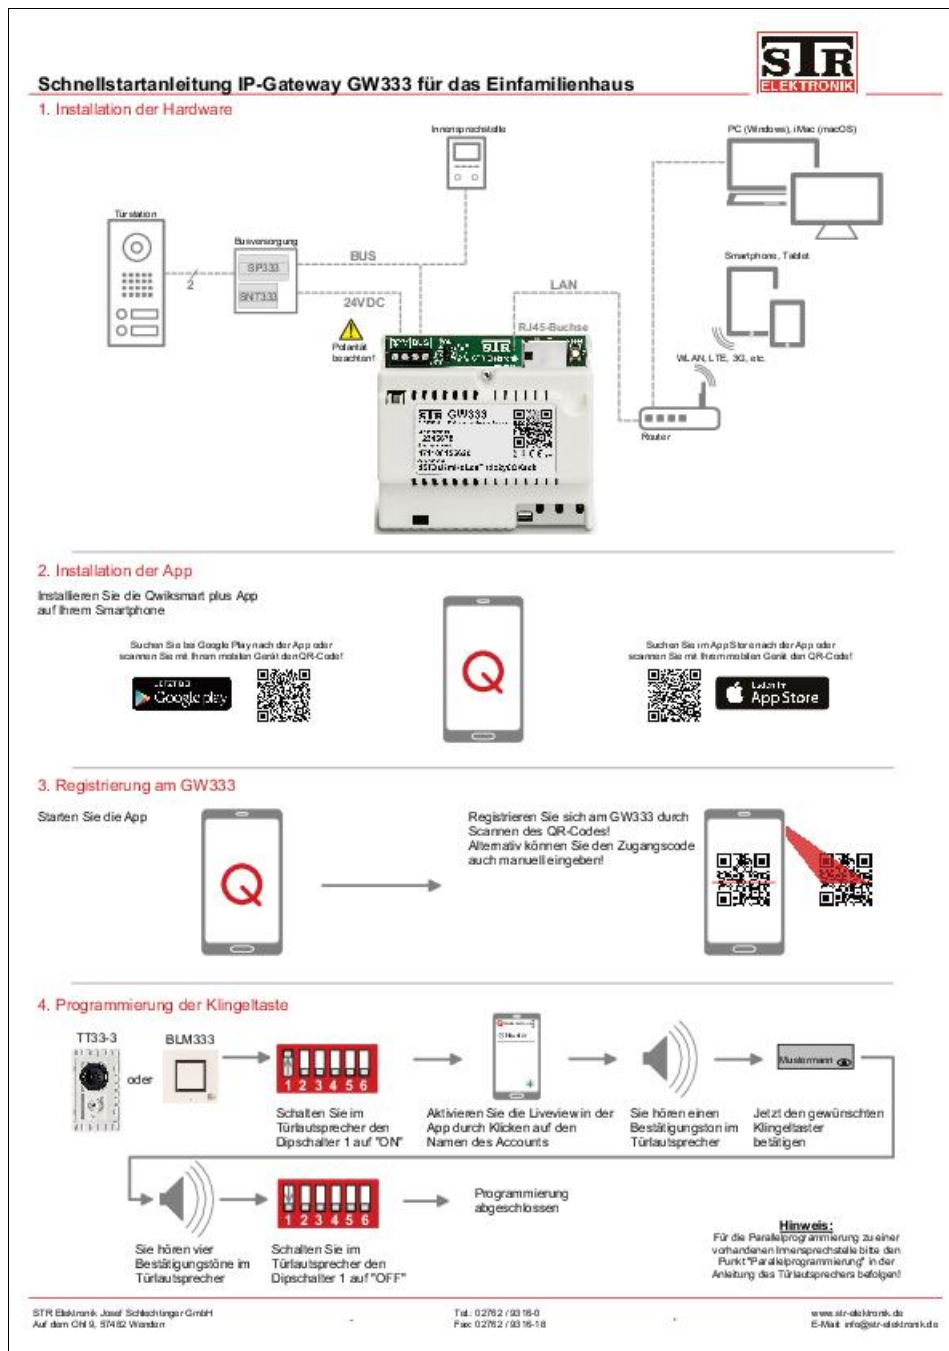 Schnellstartanleitung IP-Gateway GW333 für das Einfamilienhaus
STR
ELEKTRONIK
1. Installation der Hardware
Innensprechstelle
PC (Windows), iMac (macOS)
Türstation
Busversorgung
SP333
SNT333
2
BUS
24VDC
LAN
Smartphone, Tablet
Polarität
beachten!
RJ45-Buchse
WLAN, LTE, 3G, etc.
Router
STR GW333
12345678
2. Installation der App
Installieren Sie die Qwiksmart plus App
auf Ihrem Smartphone
Suchen Sie bei Google Play nach der App oder
scannen Sie mit Ihrem mobilen Gerät den QR-Code!
Google play
Q
Suchen Sie im App Store nach der App oder
scannen Sie mit Ihrem mobilen Gerät den QR-Code!
Laden im
App Store
3. Registrierung am GW333
Starten Sie die App
Q
Registrieren Sie sich am GW333 durch
Scannen des QR-Codes!
Alternativ können Sie den Zugangscode
auch manuell eingeben!
4. Programmierung der Klingeltaste
TT33-3
oder
BLM333
1 2 3 4 5 6
Schalten Sie im
Türlautsprecher den
Dipschalter 1 auf "ON"
Aktivieren Sie die Liveview in der
App durch Klicken auf den
Namen des Accounts
Sie hören einen
Bestätigungston im
Türlautsprecher
Mustermann
Jetzt den gewünschten
Klingeltaster
betätigen
Sie hören vier
Bestätigungstöne im
Türlautsprecher
1 2 3 4 5 6
Schalten Sie im
Türlautsprecher den
Dipschalter 1 auf "OFF"
Programmierung
abgeschlossen
Hinweis:
Für die Parallelprogrammierung zu einer
vorhandenen Innensprechstelle bitte den
Punkt "Parallelprogrammierung" in der
Anleitung des Türlautsprechers befolgen!
STR Elektronik Josef Schlechtinger GmbH
Auf dem Ohl 9, 57482 Wenden
Tel.: 02762 / 9316-0
Fax: 02762 / 9316-18
www.str-elektronik.de
E-Mail: info@str-elektronik.de